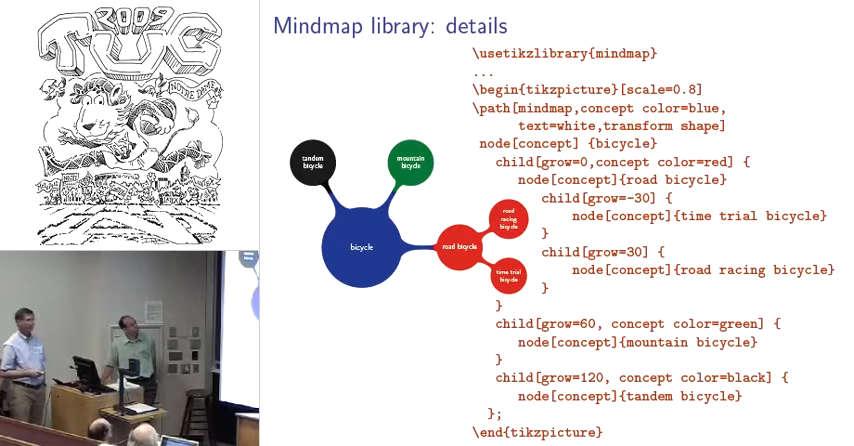 2009
TUG
NOTRE DAME
Mindmap library: details
\usetikzlibrary{mindmap}
...
\begin{tikzpicture}[scale=0.8]
\path[mindmap,concept color=blue,
text=white,transform shape]
node[concept] {bicycle}
child[grow=0,concept color=red] {
node[concept]{road bicycle}
child[grow=-30] {
node[concept]{time trial bicycle}
}
child[grow=30] {
node[concept]{road racing bicycle}
}
}
child[grow=60, concept color=green] {
node[concept]{mountain bicycle}
}
child[grow=120, concept color=black] {
node[concept]{tandem bicycle}
};
\end{tikzpicture}
tandem
bicycle
mountain
bicycle
bicycle
road bicycle
road
racing
bicycle
time trial
bicycle